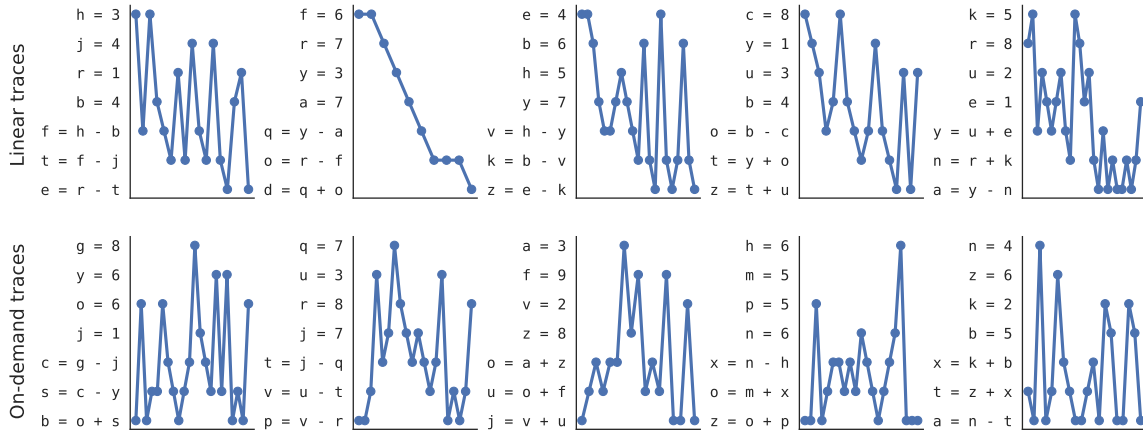 Linear traces
h = 3
j = 4
r = 1
b = 4
f = h - b
t = f - j
e = r - t
f = 6
r = 7
y = 3
a = 7
q = y - a
o = r - f
d = q + o
e = 4
b = 6
h = 5
y = 7
v = h - y
k = b - v
z = e - k
c = 8
y = 1
u = 3
b = 4
o = b - c
t = y + o
z = t + u
k = 5
r = 8
u = 2
e = 1
y = u + e
n = r + k
a = y - n
On-demand traces
g = 8
y = 6
o = 6
j = 1
c = g - j
s = c - y
b = o + s
q = 7
u = 3
r = 8
j = 7
t = j - q
v = u - t
p = v - r
a = 3
f = 9
v = 2
z = 8
o = a + z
u = o + f
j = v + u
h = 6
m = 5
p = 5
n = 6
x = n - h
o = m + x
z = o + p
n = 4
z = 6
k = 2
b = 5
x = k + b
t = z + x
a = n - t